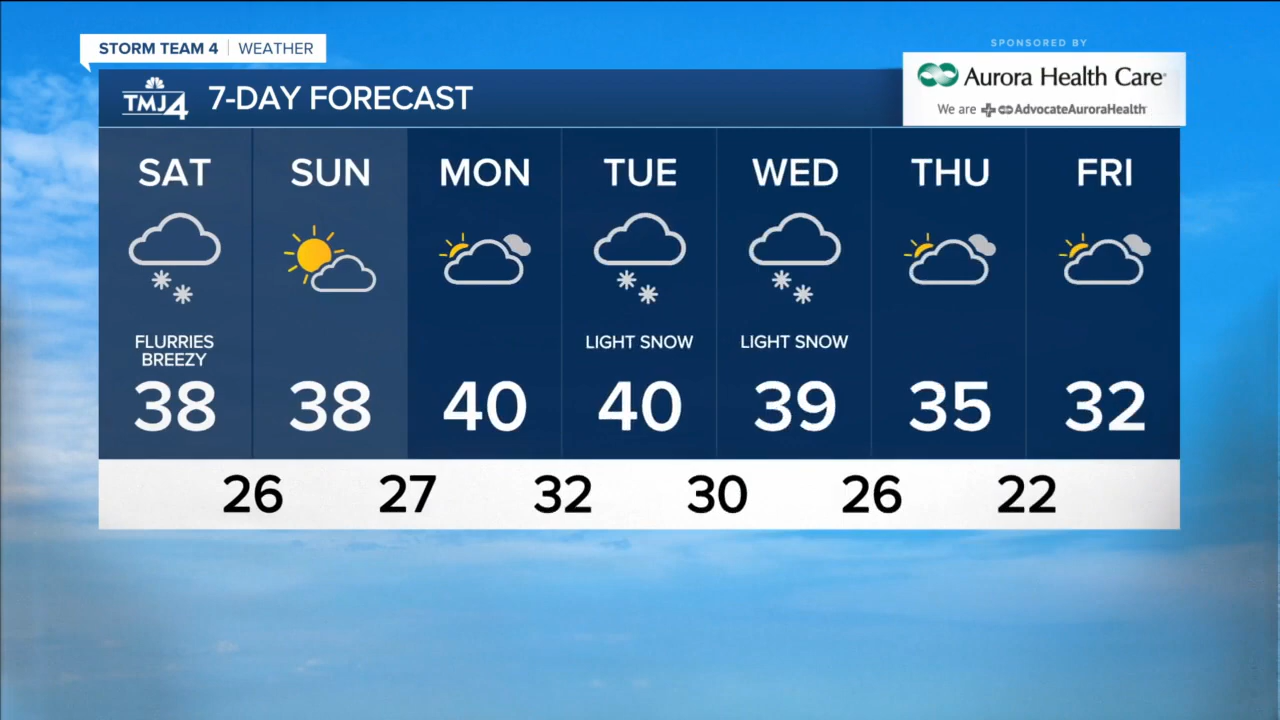 STORM TEAM 4 | WEATHER
SPONSORED BY
Aurora Health Care®
We are AdvocateAuroraHealth
TMJ4 7-DAY FORECAST
SAT SUN MON TUE WED THU FRI
FLURRIES
BREEZY
LIGHT SNOW LIGHT SNOW
38 38 40 40 39 35 32
26 27 32 30 26 22